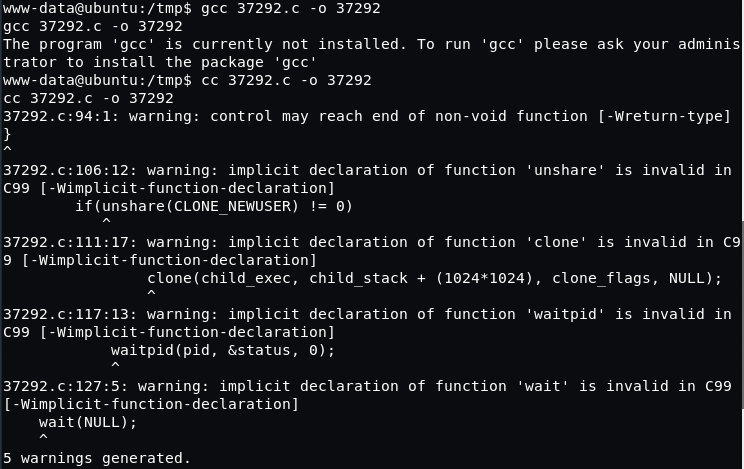 www-data@ubuntu:/tmp$ gcc 37292.c -o 37292
gcc 37292.c -o 37292
The program 'gcc' is currently not installed. To run 'gcc' please ask your adminis
trator to install the package 'gcc'
www-data@ubuntu:/tmp$ cc 37292.c -o 37292
cc 37292.c -o 37292
37292.c:94:1: warning: control may reach end of non-void function [-Wreturn-type]
}
^
37292.c:106:12: warning: implicit declaration of function 'unshare' is invalid in
C99 [-Wimplicit-function-declaration]
        if(unshare(CLONE_NEWUSER) != 0)
           ^
37292.c:111:17: warning: implicit declaration of function 'clone' is invalid in C9
9 [-Wimplicit-function-declaration]
                clone(child_exec, child_stack + (1024*1024), clone_flags, NULL);
                ^
37292.c:117:13: warning: implicit declaration of function 'waitpid' is invalid in
C99 [-Wimplicit-function-declaration]
            waitpid(pid, &status, 0);
            ^
37292.c:127:5: warning: implicit declaration of function 'wait' is invalid in C99
[-Wimplicit-function-declaration]
    wait(NULL);
    ^
5 warnings generated.